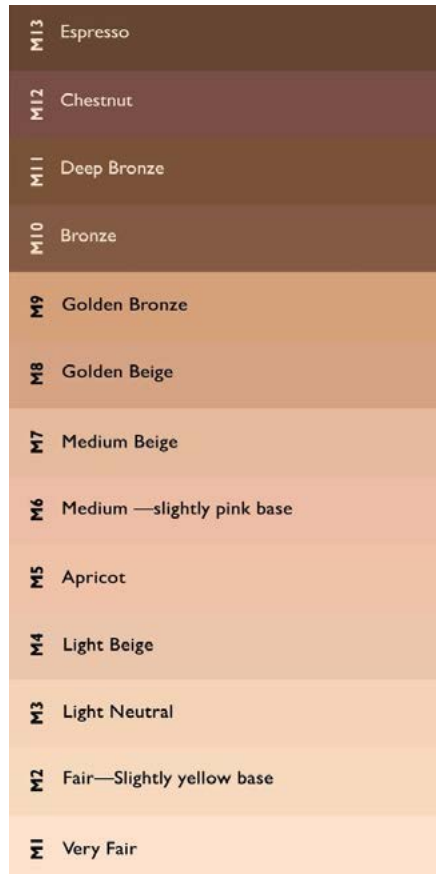 M13 Espresso
M12 Chestnut
M11 Deep Bronze
M10 Bronze
M9 Golden Bronze
M8 Golden Beige
M7 Medium Beige
M6 Medium —slightly pink base
M5 Apricot
M4 Light Beige
M3 Light Neutral
M2 Fair—Slightly yellow base
M1 Very Fair